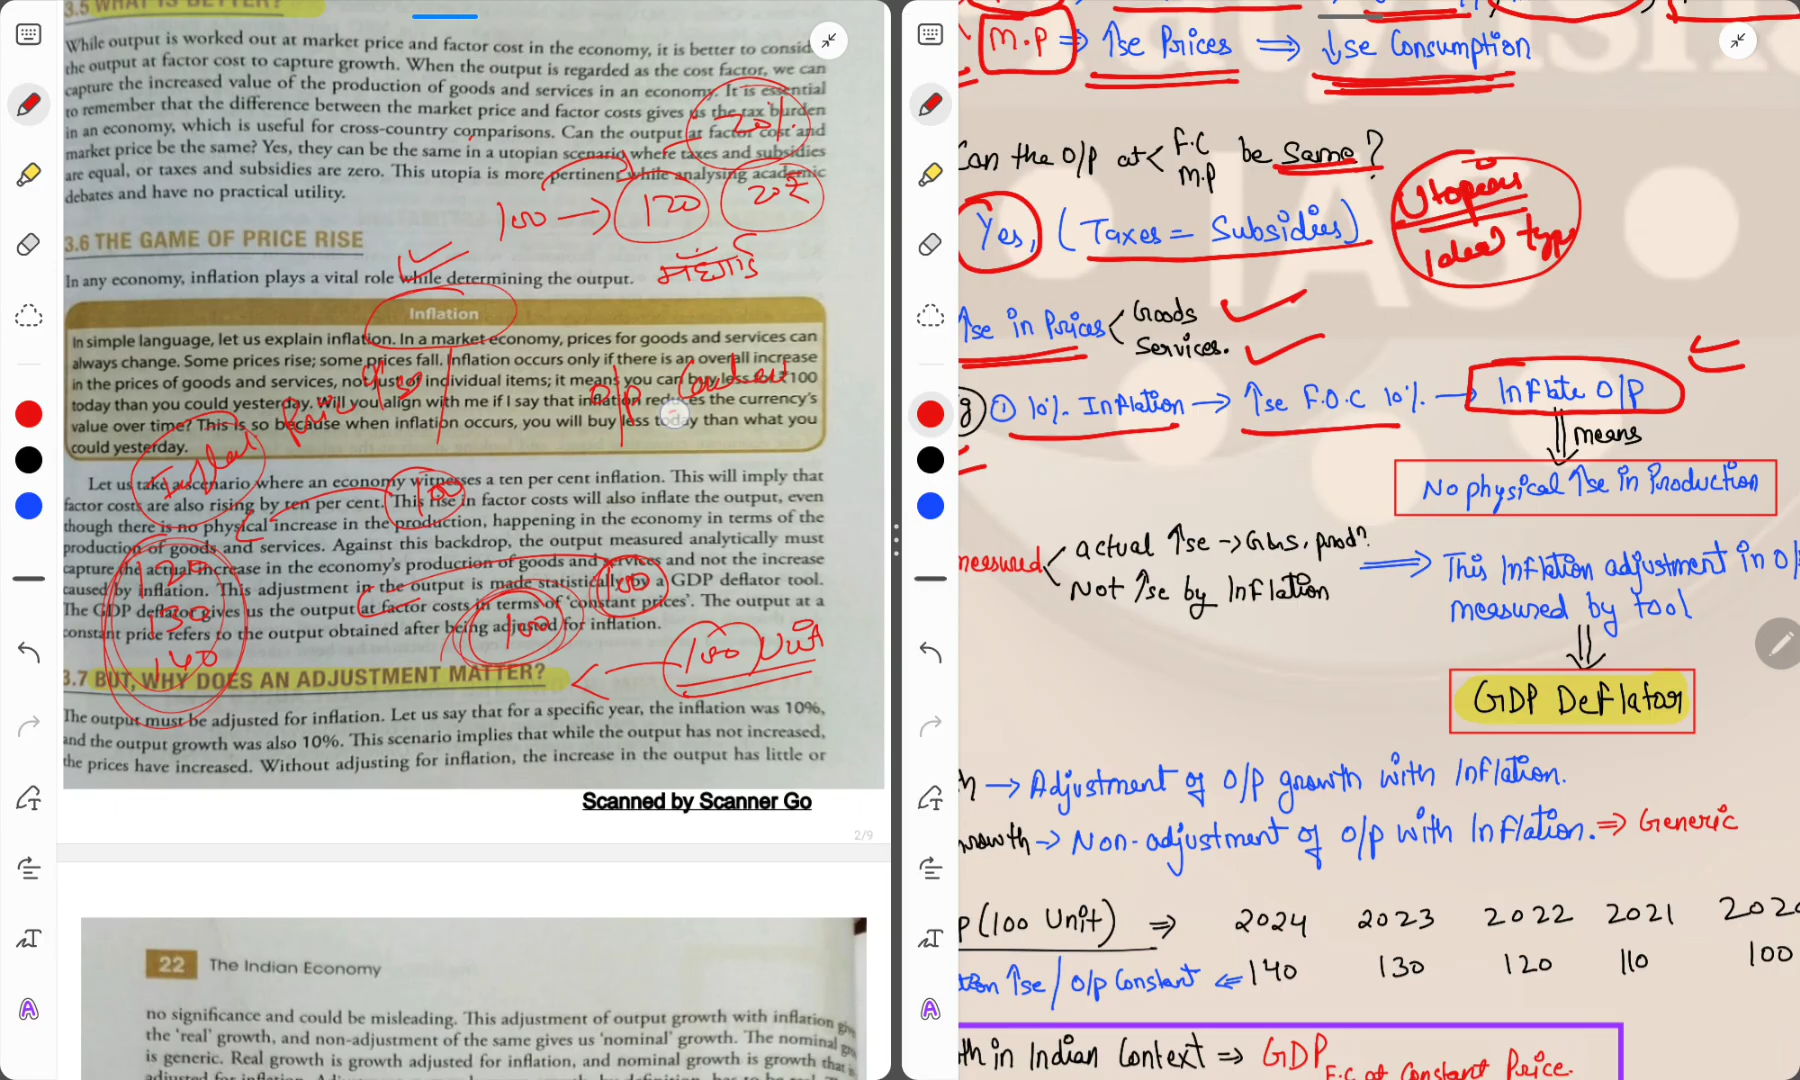 3.5 WHAT IS BETTER?
While output is worked out at market price and factor cost in the economy, it is better to consid
the output at factor cost to capture growth. When the output is regarded as the cost factor, we can
capture the increased value of the production of goods and services in an economy. It is essential
to remember that the difference between the market price and factor costs gives us the tax burden
in an economy, which is useful for cross-country comparisons. Can the output at factor cost and
market price be the same? Yes, they can be the same in a utopian scenario where taxes and subsidies
are equal, or taxes and subsidies are zero. This utopia is more pertinent while analysing academic
debates and have no practical utility.
20%
100 → 120
20₹
महंगाई
3.6 THE GAME OF PRICE RISE
In any economy, inflation plays a vital role while determining the output.
Inflation
In simple language, let us explain inflation. In a market economy, prices for goods and services can
always change. Some prices rise; some prices fall. Inflation occurs only if there is an overall increase
in the prices of goods and services, not just of individual items; it means you can buy less for ₹100
today than you could yesterday. Will you align with me if I say that inflation reduces the currency's
value over time? This is so because when inflation occurs, you will buy less today than what you
could yesterday.
Price
O/P
Let us take a scenario where an economy witnesses a ten per cent inflation. This will imply that
factor costs are also rising by ten per cent. This rise in factor costs will also inflate the output, even
though there is no physical increase in the production, happening in the economy in terms of the
production of goods and services. Against this backdrop, the output measured analytically must
capture the actual increase in the economy's production of goods and services and not the increase
caused by inflation. This adjustment in the output is made statistically by a GDP deflator tool.
The GDP deflator gives us the output at factor costs in terms of 'constant prices'. The output at a
constant price refers to the output obtained after being adjusted for inflation.
100
120
130
140
100
100
100 Unit
3.7 BUT, WHY DOES AN ADJUSTMENT MATTER?
The output must be adjusted for inflation. Let us say that for a specific year, the inflation was 10%,
and the output growth was also 10%. This scenario implies that while the output has not increased,
the prices have increased. Without adjusting for inflation, the increase in the output has little or
Scanned by Scanner Go
2/9
22 The Indian Economy
no significance and could be misleading. This adjustment of output growth with inflation
the 'real' growth, and non-adjustment of the same gives us 'nominal' growth. The nominal
is generic. Real growth is growth adjusted for inflation, and nominal growth is growth that
M.P ⇒ ↑se Prices ⇒ ↓se Consumption
Can the O/P at < F.C
M.P be Same?
Yes, (Taxes = Subsidies)
Utopian
Ideal type
↑se in Prices < Goods
Services.
① 10% Inflation → ↑se F.O.C 10% → Inflate O/P
means
No physical ↑se in Production
measured < actual ↑se → G&S. prodⁿ
Not ↑se by Inflation
⇒ This Inflation adjustment in O/
measured by tool
GDP Deflator
→ Adjustment of O/p growth with Inflation.
Growth → Non-adjustment of o/p with Inflation. ⇒ Generic
P (100 Unit) ⇒ 2024 2023 2022 2021 2020
↑se / O/p Constant ⇐ 140 130 120 110 100
th in Indian Context ⇒ GDP F.C at Constant Price.